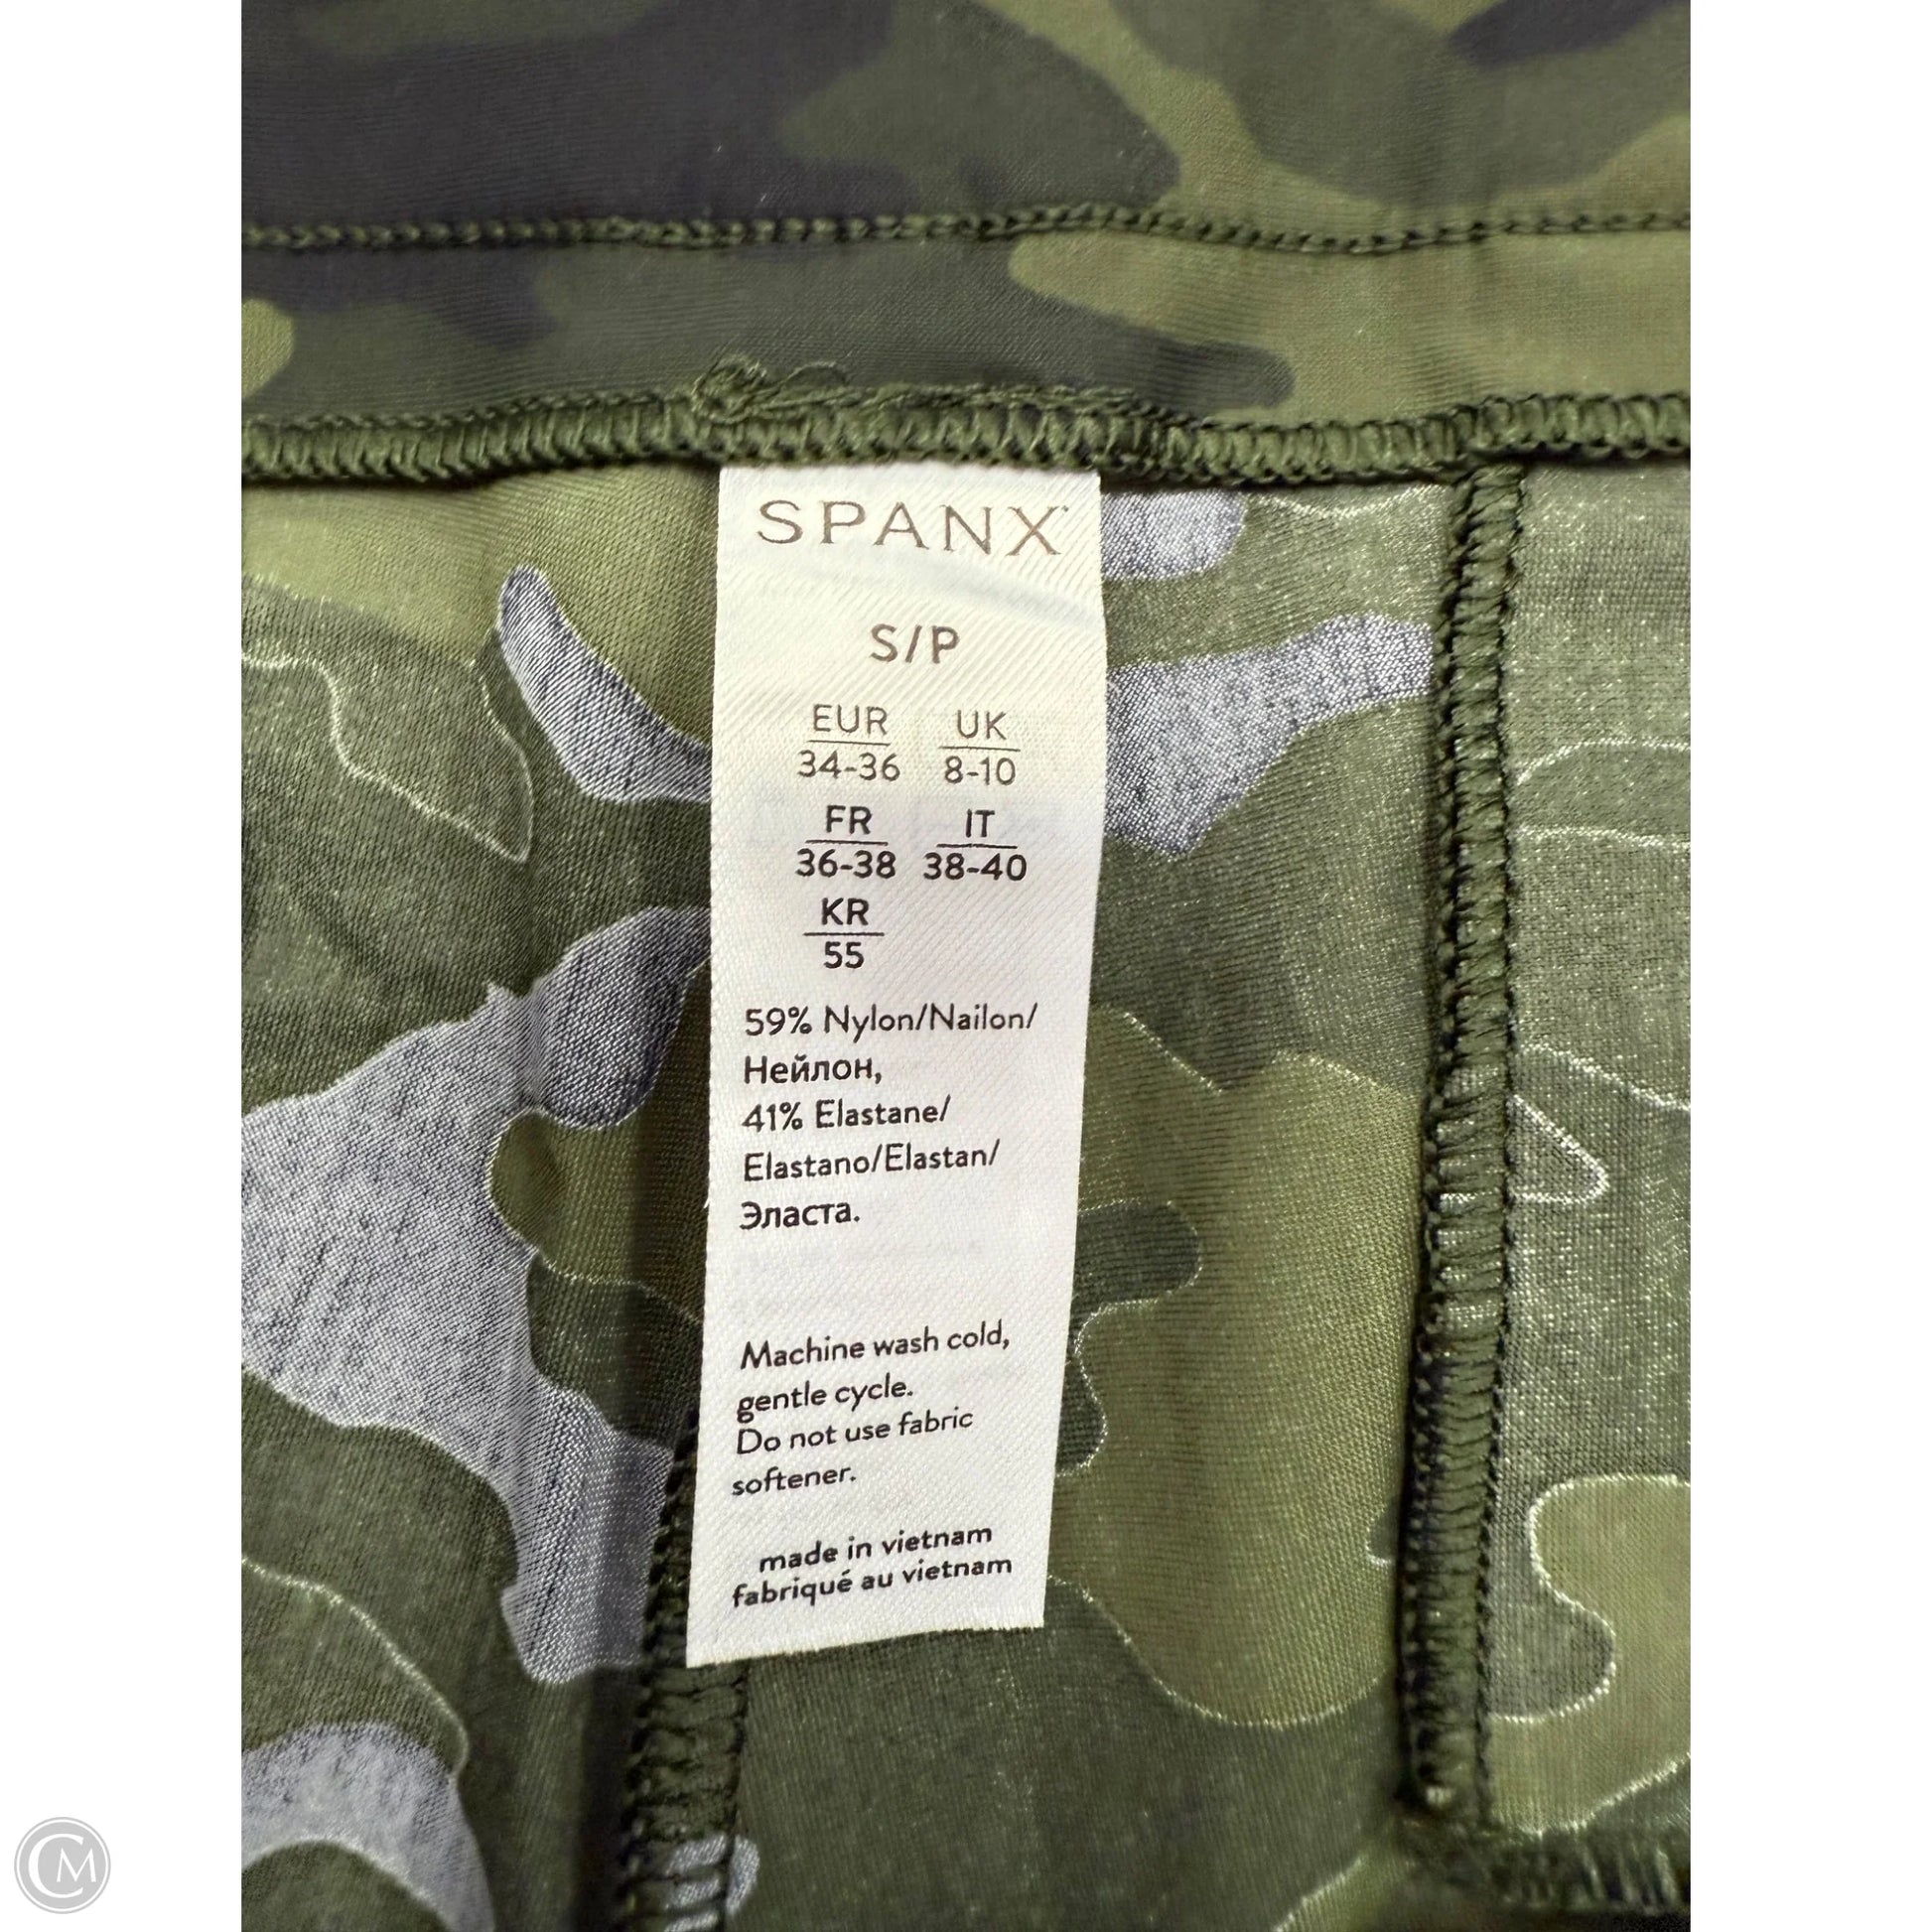 SPANX
S/P
EUR UK
34-36 8-10
FR IT
36-38 38-40
KR
55
59% Nylon/Nailon/
Нейлон,
41% Elastane/
Elastano/Elastan/
Эласта.
Machine wash cold,
gentle cycle.
Do not use fabric
softener.
made in vietnam
fabriqué au vietnam
CM